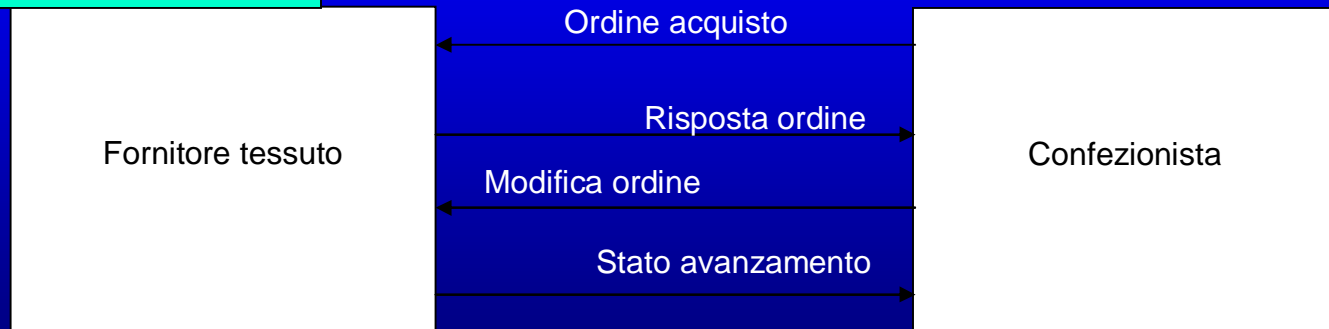 Ordine acquisto
Risposta ordine
Fornitore tessuto
Confezionista
Modifica ordine
Stato avanzamento